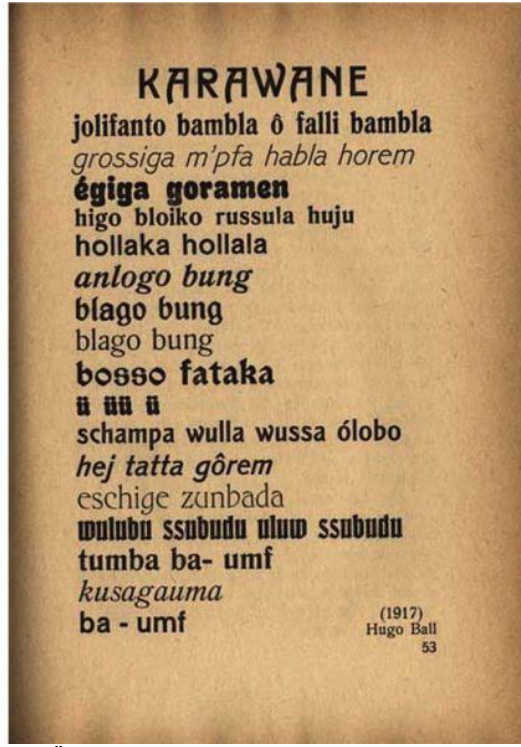 KARAWANE
jolifanto bambla ô falli bambla
grossiga m'pfa habla horem
égiga goramen
higo bloiko russula huju
hollaka hollala
anlogo bung
blago bung
blago bung
bosso fataka
ü üü ü
schampa wulla wussa ólobo
hej tatta gôrem
eschige zunbada
wulubu ssubudu uluw ssubudu
tumba ba- umf
kusagauma
ba - umf
(1917)
Hugo Ball
53